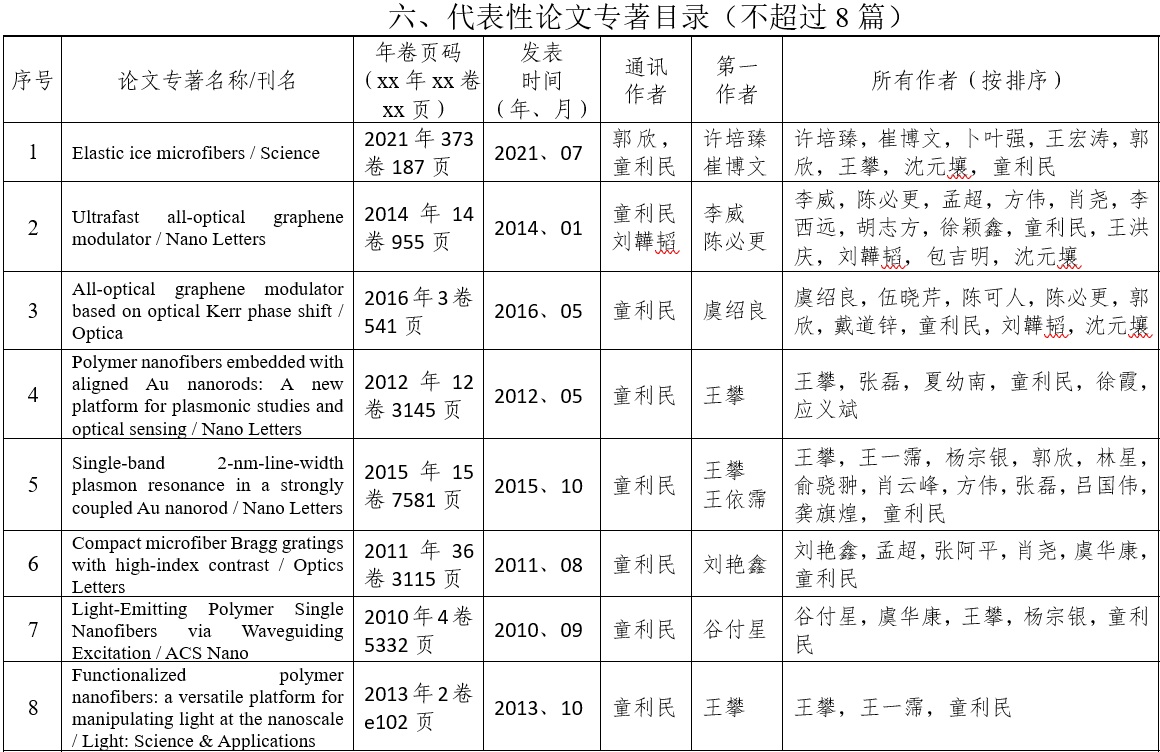 六、代表性论文专著目录（不超过 8 篇）
序号
论文专著名称/刊名
年卷页码
（xx 年 xx 卷
xx 页）
发表
时间
（年、月）
通讯
作者
第一
作者
所有作者（按排序）
1
Elastic ice microfibers / Science
2021 年 373
卷 187 页
2021、07
郭欣，
童利民
许培臻
崔博文
许培臻，崔博文，卜叶强，王宏涛，郭
欣，王攀，沈元壤，童利民
2
Ultrafast all-optical graphene
modulator / Nano Letters
2014 年 14
卷 955 页
2014、01
童利民
刘韡韬
李威
陈必更
李威，陈必更，孟超，方伟，肖尧，李
西远，胡志方，徐颖鑫，童利民，王洪
庆，刘韡韬，包吉明，沈元壤
3
All-optical graphene modulator
based on optical Kerr phase shift /
Optica
2016 年 3 卷
541 页
2016、05
童利民
虞绍良
虞绍良，伍晓芹，陈可人，陈必更，郭
欣，戴道锌，童利民，刘韡韬，沈元壤
4
Polymer nanofibers embedded with
aligned Au nanorods: A new
platform for plasmonic studies and
optical sensing / Nano Letters
2012 年 12
卷 3145 页
2012、05
童利民
王攀
王攀，张磊，夏幼南，童利民，徐霞，
应义斌
5
Single-band 2-nm-line-width
plasmon resonance in a strongly
coupled Au nanorod / Nano Letters
2015 年 15
卷 7581 页
2015、10
童利民
王攀
王依霈
王攀，王一霈，杨宗银，郭欣，林星，
俞骁翀，肖云峰，方伟，张磊，吕国伟，
龚旗煌，童利民
6
Compact microfiber Bragg gratings
with high-index contrast / Optics
Letters
2011 年 36
卷 3115 页
2011、08
童利民
刘艳鑫
刘艳鑫，孟超，张阿平，肖尧，虞华康，
童利民
7
Light-Emitting Polymer Single
Nanofibers via Waveguiding
Excitation / ACS Nano
2010 年 4 卷
5332 页
2010、09
童利民
谷付星
谷付星，虞华康，王攀，杨宗银，童利
民
8
Functionalized polymer
nanofibers: a versatile platform for
manipulating light at the nanoscale
/ Light: Science & Applications
2013 年 2 卷
e102 页
2013、10
童利民
王攀
王攀，王一霈，童利民